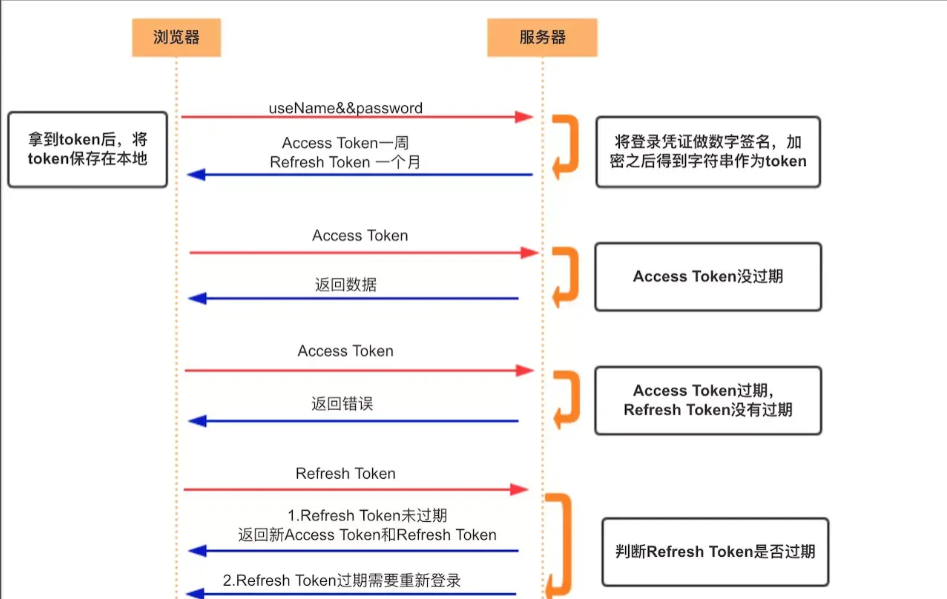 浏览器
服务器
useName&&password
拿到token后，将
token保存在本地
Access Token一周
Refresh Token 一个月
将登录凭证做数字签名，加
密之后得到字符串作为token
Access Token
返回数据
Access Token没过期
Access Token
返回错误
Access Token过期，
Refresh Token没有过期
Refresh Token
1.Refresh Token未过期
返回新Access Token和Refresh Token
判断Refresh Token是否过期
2.Refresh Token过期需要重新登录